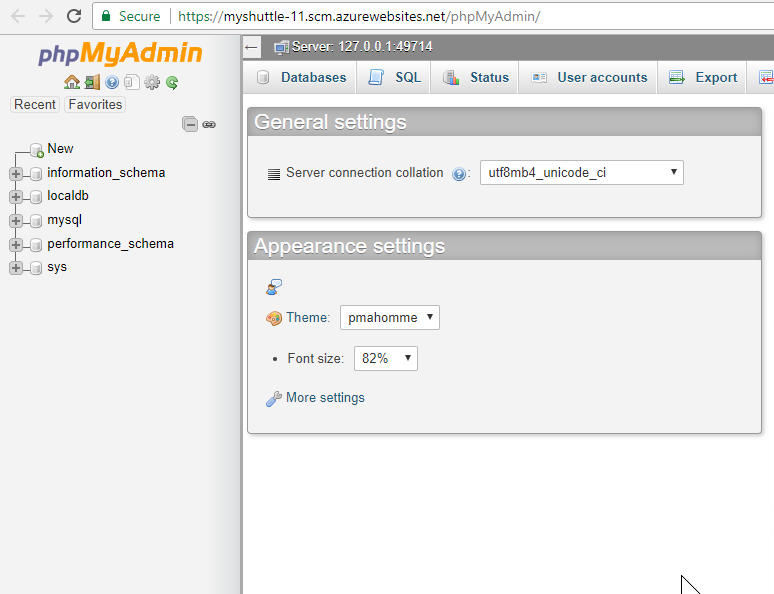 Secure
https://myshuttle-11.scm.azurewebsites.net/phpMyAdmin/
phpMyAdmin
Recent Favorites
New
information_schema
localdb
mysql
performance_schema
sys
Server: 127.0.0.1:49714
Databases SQL Status User accounts Export
General settings
Server connection collation : utf8mb4_unicode_ci
Appearance settings
Theme: pmahomme
• Font size: 82%
More settings